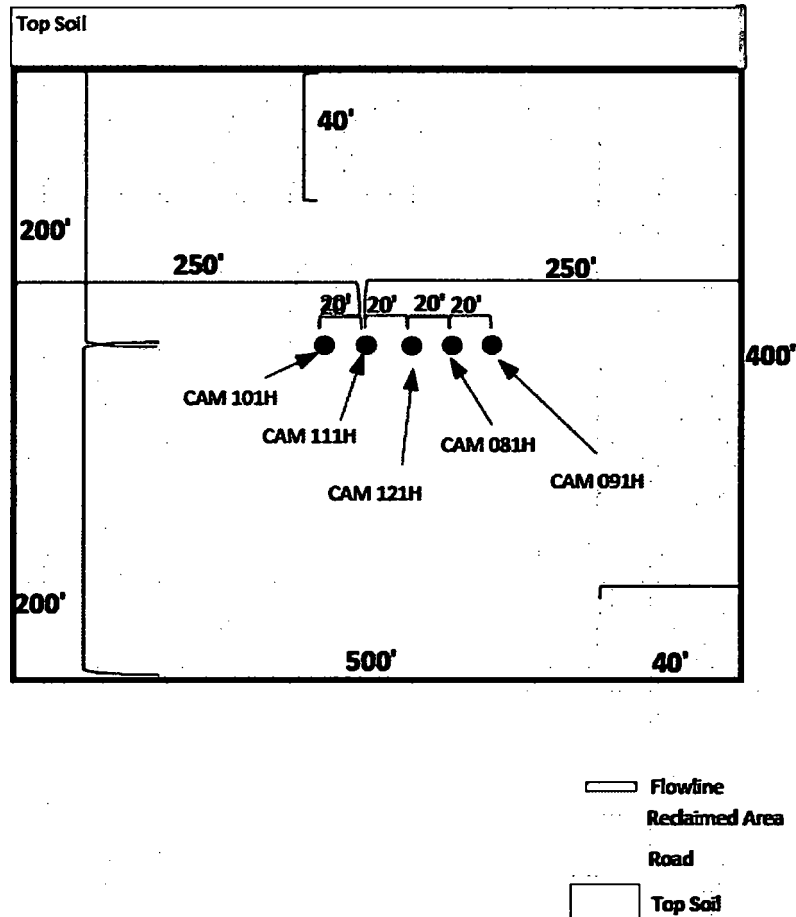 Top Soil
40'
200'
250'
250'
20'
20'
20'
20'
400'
CAM 101H
CAM 111H
CAM 081H
CAM 091H
CAM 121H
200'
500'
40'
Flowline
Reclaimed Area
Road
Top Soil